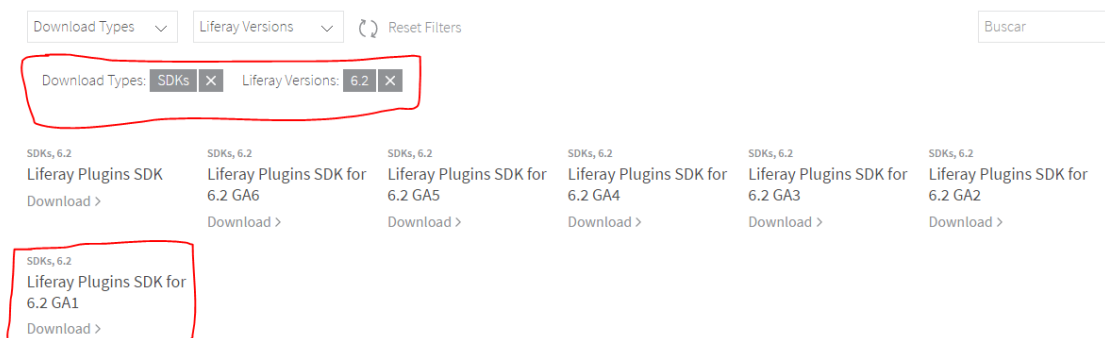 Download Types Liferay Versions Reset Filters Buscar
Download Types: SDKs × Liferay Versions: 6.2 ×
SDKs, 6.2
Liferay Plugins SDK
Download >
SDKs, 6.2
Liferay Plugins SDK for
6.2 GA6
Download >
SDKs, 6.2
Liferay Plugins SDK for
6.2 GA5
Download >
SDKs, 6.2
Liferay Plugins SDK for
6.2 GA4
Download >
SDKs, 6.2
Liferay Plugins SDK for
6.2 GA3
Download >
SDKs, 6.2
Liferay Plugins SDK for
6.2 GA2
Download >
SDKs, 6.2
Liferay Plugins SDK for
6.2 GA1
Download >